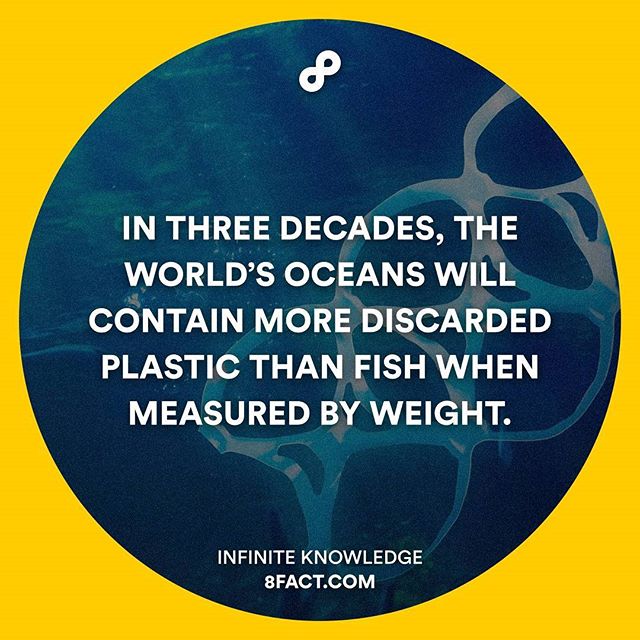 IN THREE DECADES, THE
WORLD'S OCEANS WILL
CONTAIN MORE DISCARDED
PLASTIC THAN FISH WHEN
MEASURED BY WEIGHT.
INFINITE KNOWLEDGE
8FACT.COM